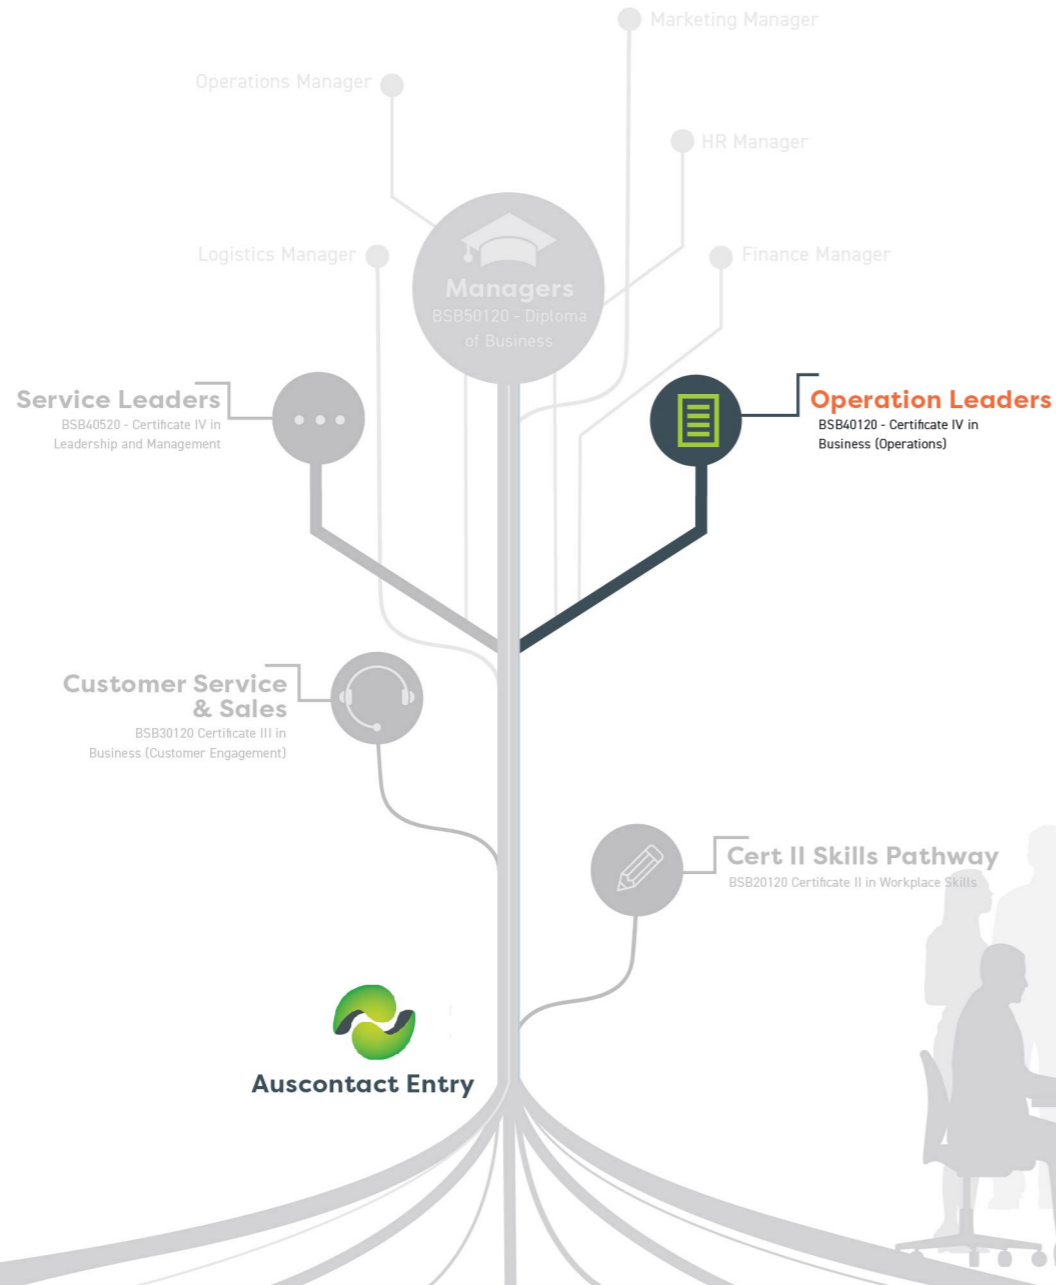 Marketing Manager
Operations Manager
HR Manager
Logistics Manager
Finance Manager
Managers
BSB50120 - Diploma
of Business
Service Leaders
BSB40520 - Certificate IV in
Leadership and Management
Operation Leaders
BSB40120 - Certificate IV in
Business (Operations)
Customer Service
& Sales
BSB30120 Certificate III in
Business (Customer Engagement)
Cert II Skills Pathway
BSB20120 Certificate II in Workplace Skills
Auscontact Entry